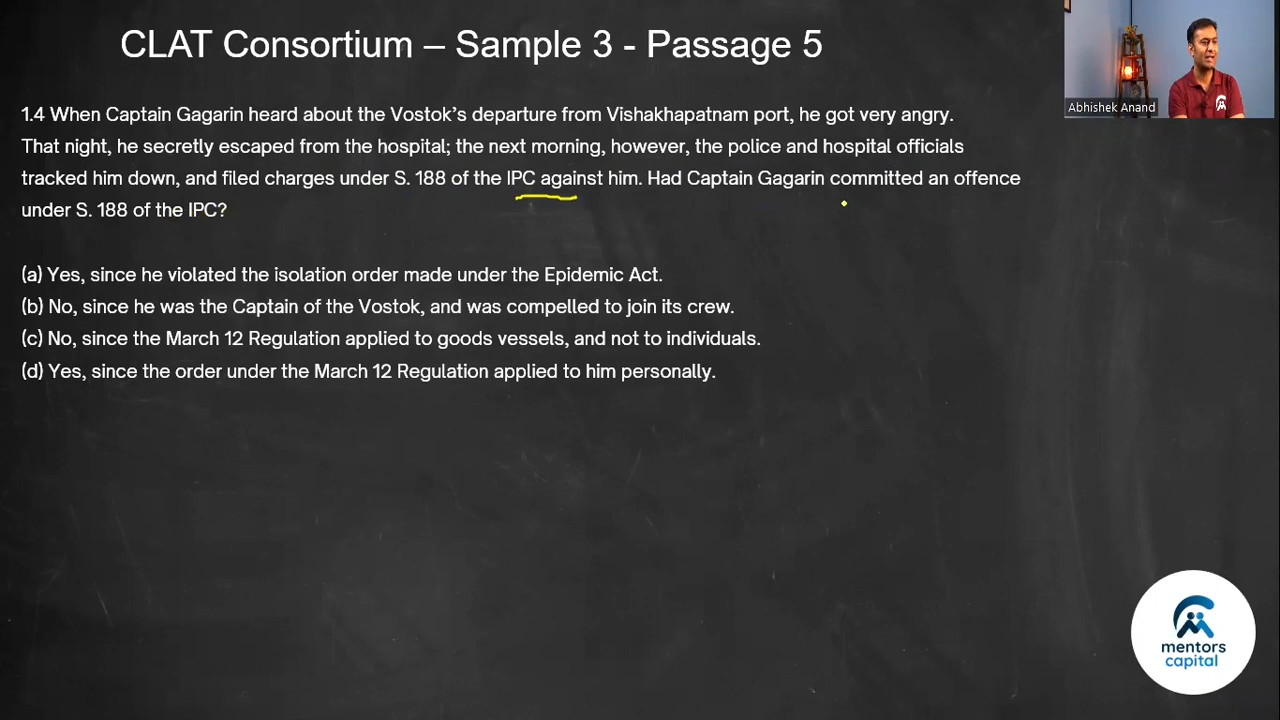 CLAT Consortium – Sample 3 - Passage 5
Abhishek Anand
1.4 When Captain Gagarin heard about the Vostok's departure from Vishakhapatnam port, he got very angry.
That night, he secretly escaped from the hospital; the next morning, however, the police and hospital officials
tracked him down, and filed charges under S. 188 of the IPC against him. Had Captain Gagarin committed an offence
under S. 188 of the IPC?
(a) Yes, since he violated the isolation order made under the Epidemic Act.
(b) No, since he was the Captain of the Vostok, and was compelled to join its crew.
(c) No, since the March 12 Regulation applied to goods vessels, and not to individuals.
(d) Yes, since the order under the March 12 Regulation applied to him personally.
mentors
capital